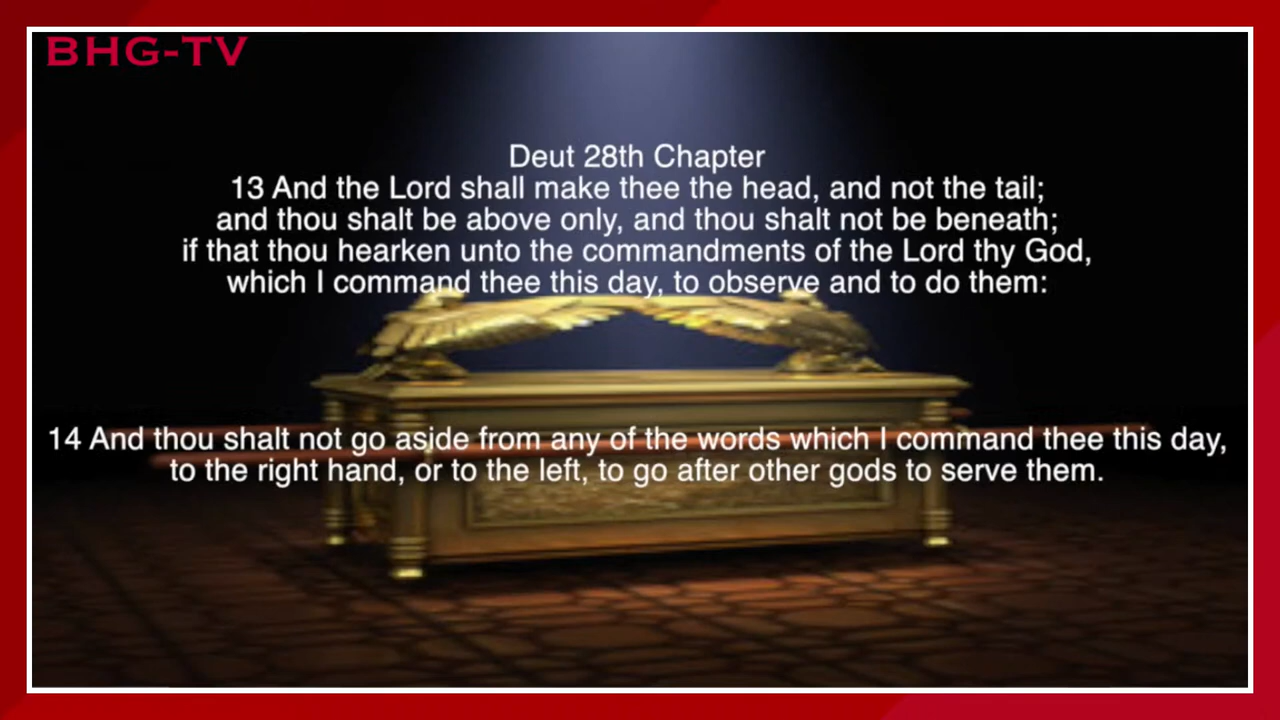 BHG-TV
Deut 28th Chapter
13 And the Lord shall make thee the head, and not the tail;
and thou shalt be above only, and thou shalt not be beneath;
if that thou hearken unto the commandments of the Lord thy God,
which I command thee this day, to observe and to do them:
14 And thou shalt not go aside from any of the words which I command thee this day,
to the right hand, or to the left, to go after other gods to serve them.